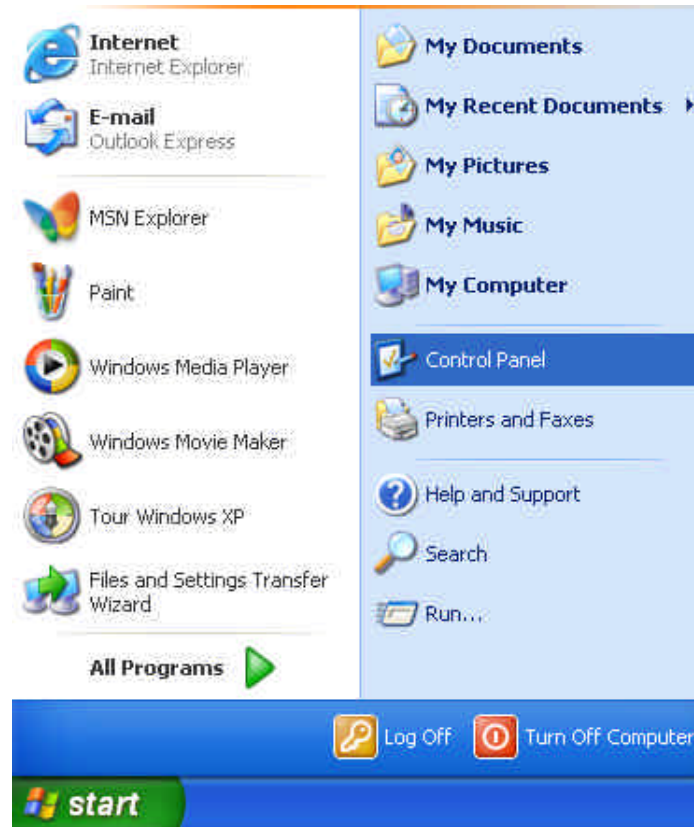 Internet
Internet Explorer
E-mail
Outlook Express
MSN Explorer
Paint
Windows Media Player
Windows Movie Maker
Tour Windows XP
Files and Settings Transfer
Wizard
All Programs
My Documents
My Recent Documents
My Pictures
My Music
My Computer
Control Panel
Printers and Faxes
Help and Support
Search
Run...
Log Off
Turn Off Computer
start